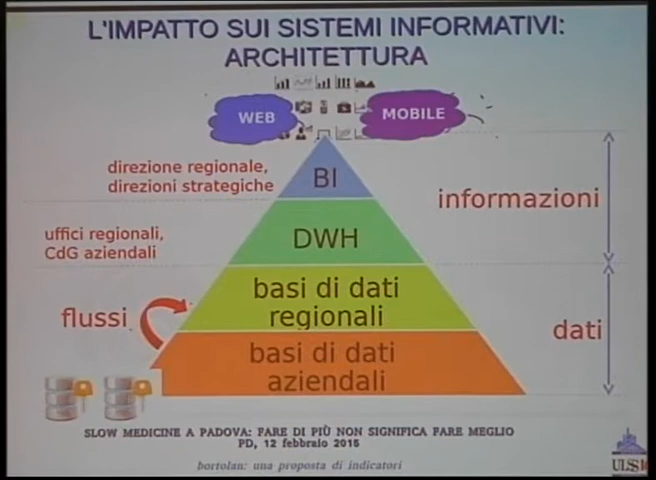 L'IMPATTO SUI SISTEMI INFORMATIVI:
ARCHITETTURA
WEB
MOBILE
direzione regionale,
direzioni strategiche
BI
informazioni
uffici regionali,
CdG aziendali
DWH
flussi
basi di dati
regionali
dati
basi di dati
aziendali
SLOW MEDICINE A PADOVA: FARE DI PIÙ NON SIGNIFICA FARE MEGLIO
PD, 12 febbraio 2016
bortolan: una proposta di indicatori